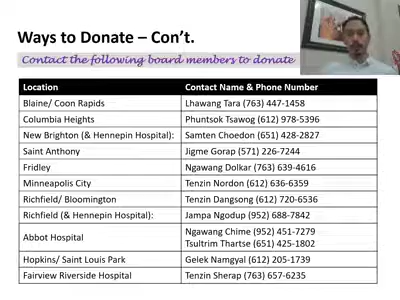 Ways to Donate – Con't.
Contact the following board members to donate
Location Contact Name & Phone Number
Blaine/ Coon Rapids Lhawang Tara (763) 447-1458
Columbia Heights Phuntsok Tsawog (612) 978-5396
New Brighton (& Hennepin Hospital): Samten Choedon (651) 428-2827
Saint Anthony Jigme Gorap (571) 226-7244
Fridley Ngawang Dolkar (763) 639-4616
Minneapolis City Tenzin Nordon (612) 636-6359
Richfield/ Bloomington Tenzin Dangsong (612) 720-6536
Richfield (& Hennepin Hospital): Jampa Ngodup (952) 688-7842
Abbot Hospital Ngawang Chime (952) 451-7279
Tsultrim Thartse (651) 425-1802
Hopkins/ Saint Louis Park Gelek Namgyal (612) 205-1739
Fairview Riverside Hospital Tenzin Sherap (763) 657-6235